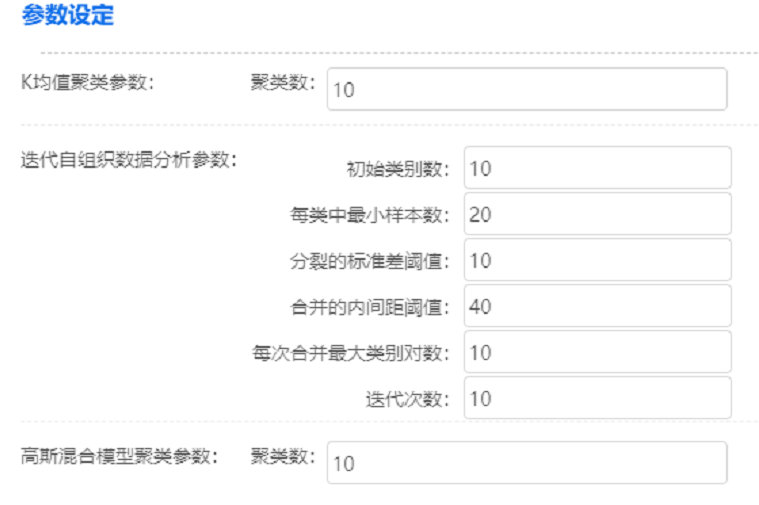 参数设定
K均值聚类参数： 聚类数： 10
迭代自组织数据分析参数： 初始类别数： 10
每类中最小样本数： 20
分裂的标准差阈值： 10
合并的内间距阈值： 40
每次合并最大类别对数： 10
迭代次数： 10
高斯混合模型聚类参数： 聚类数： 10